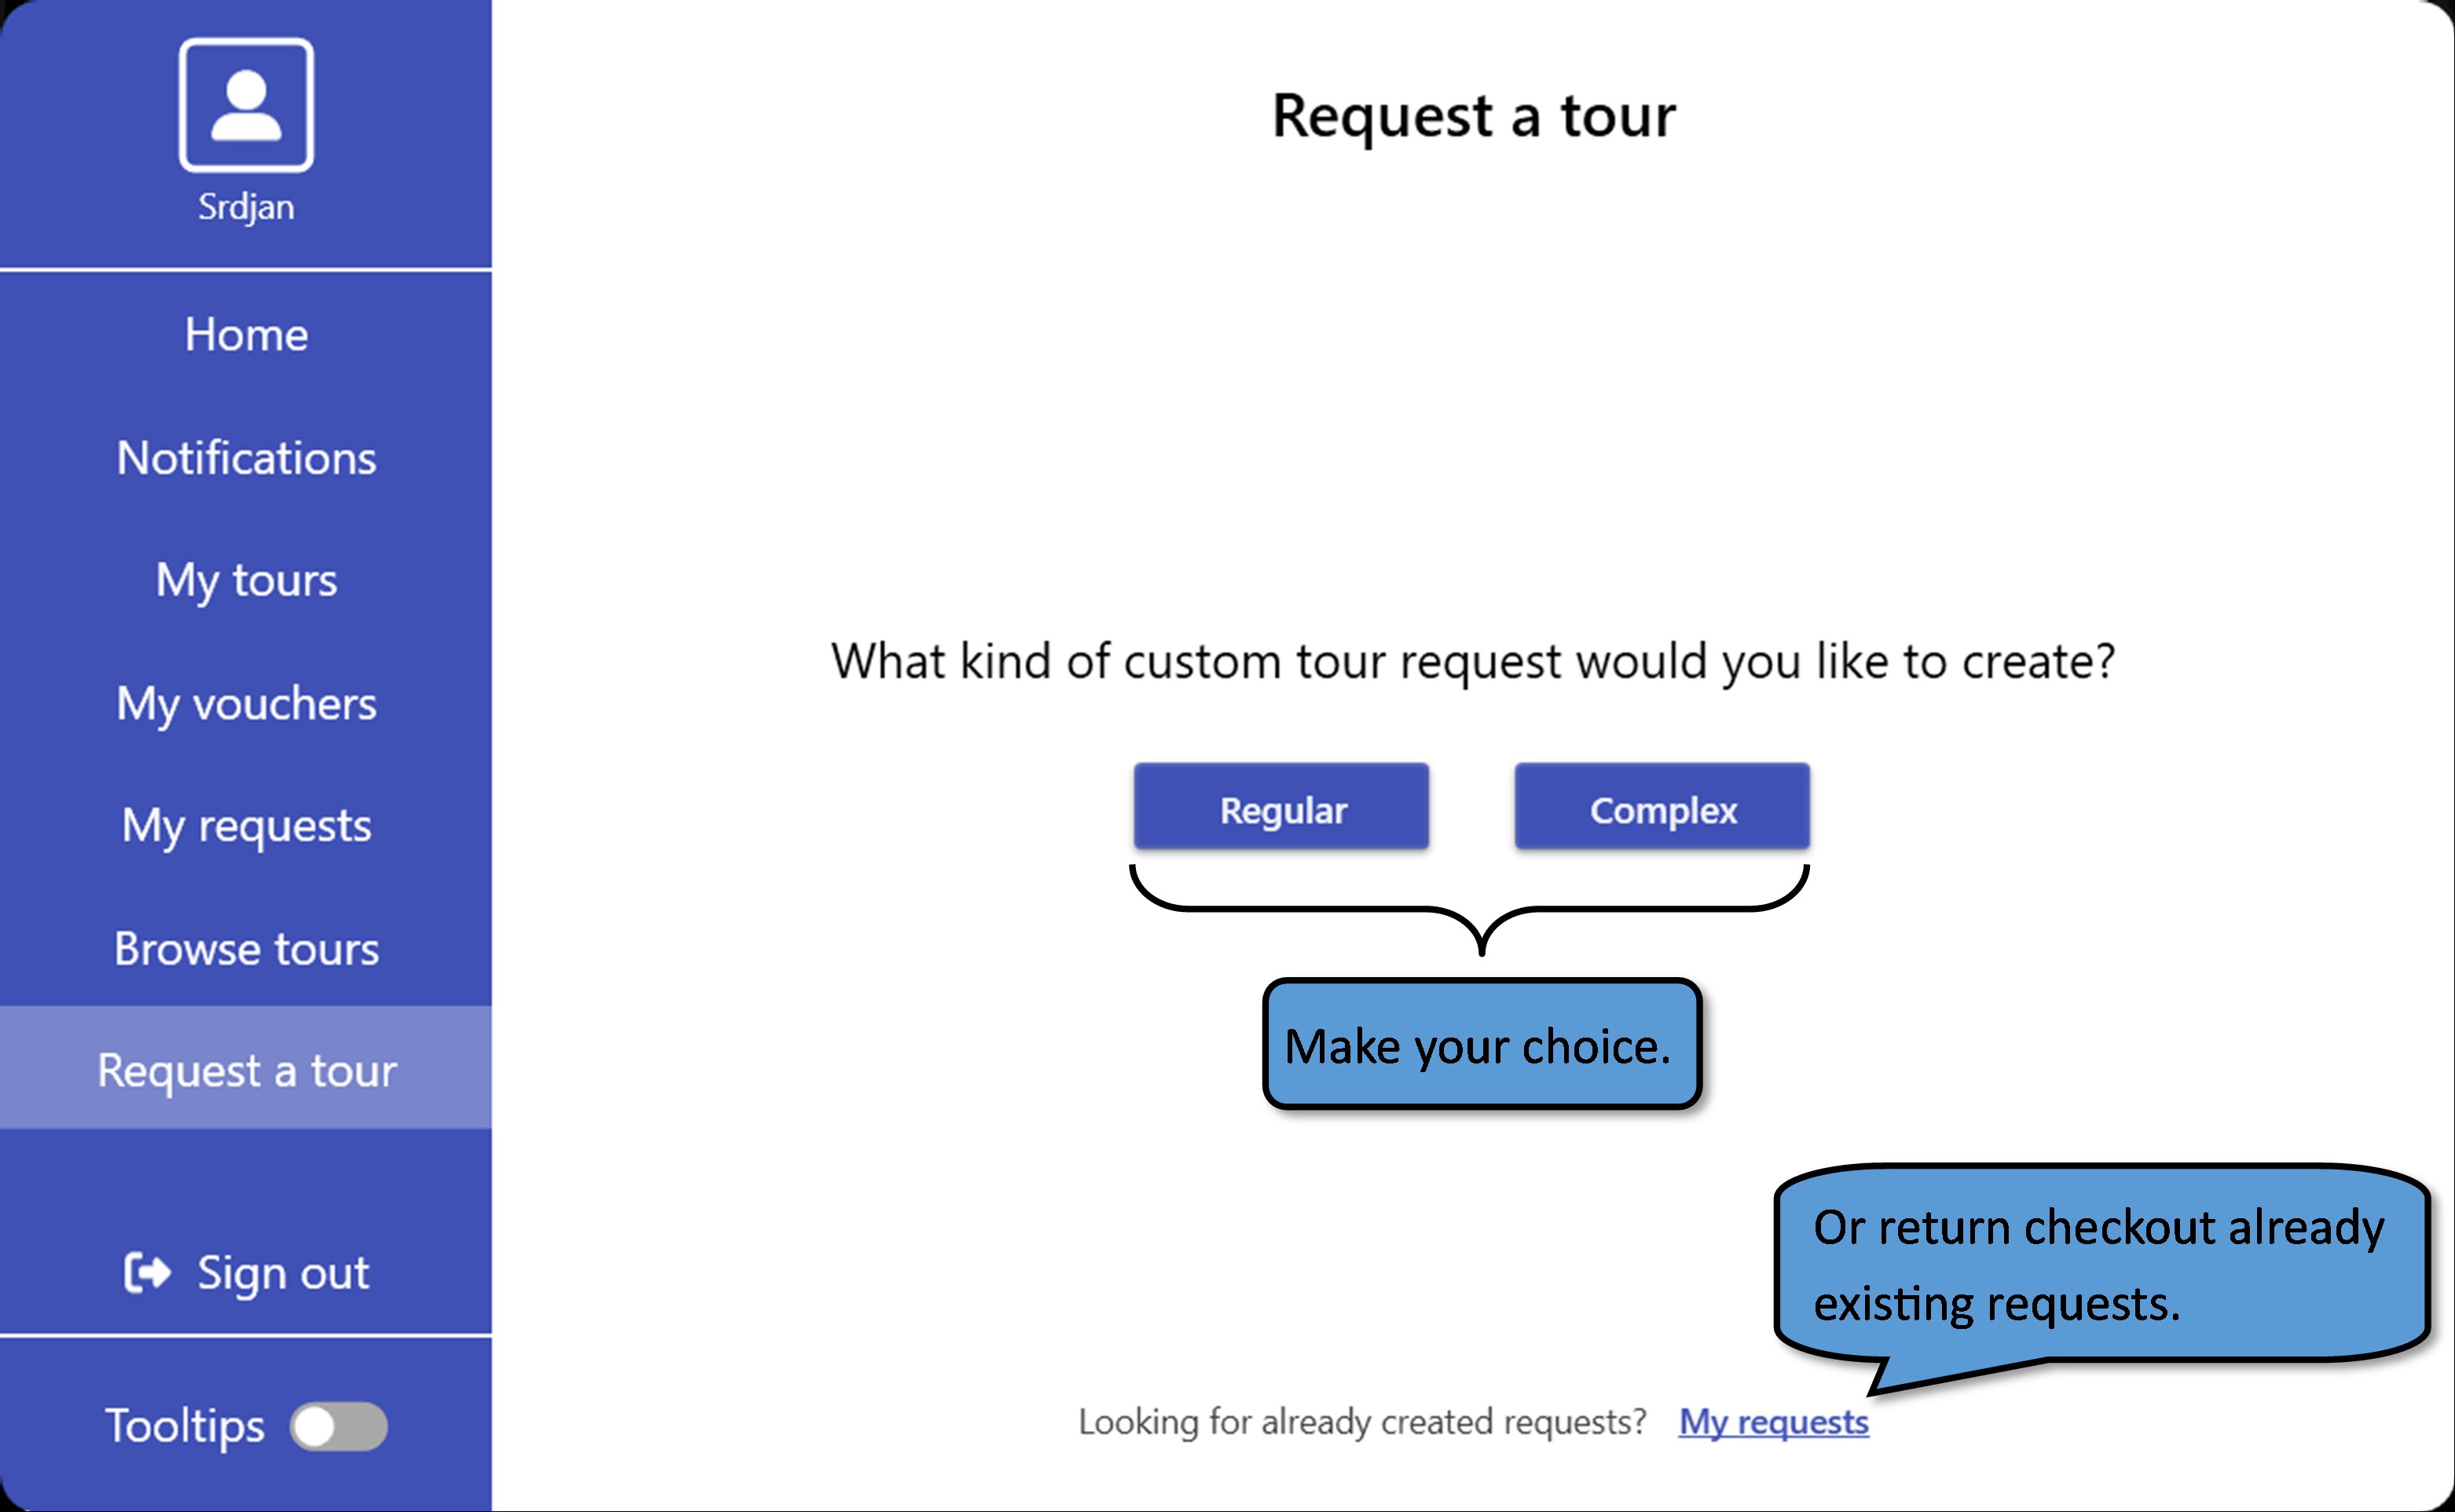 Srdjan
Home
Notifications
My tours
My vouchers
My requests
Browse tours
Request a tour
Sign out
Tooltips
Request a tour
What kind of custom tour request would you like to create?
Regular
Complex
Make your choice.
Or return checkout already
existing requests.
Looking for already created requests? My requests